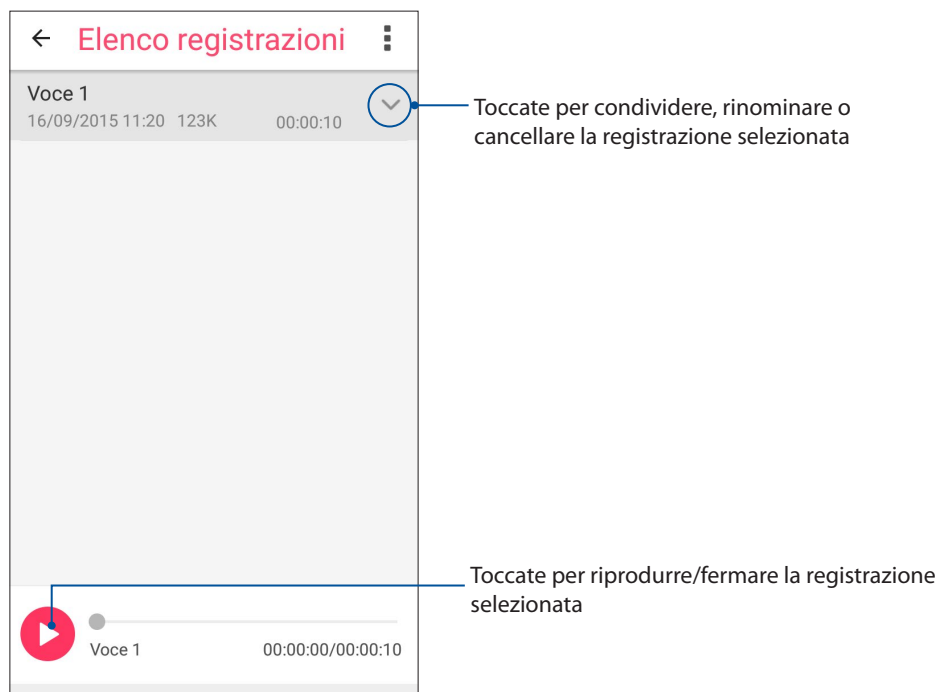 Elenco registrazioni
Voce 1
16/09/2015 11:20 123K 00:00:10
Toccate per condividere, rinominare o
cancellare la registrazione selezionata
Toccate per riprodurre/fermare la registrazione
selezionata
Voce 1 00:00:00/00:00:10